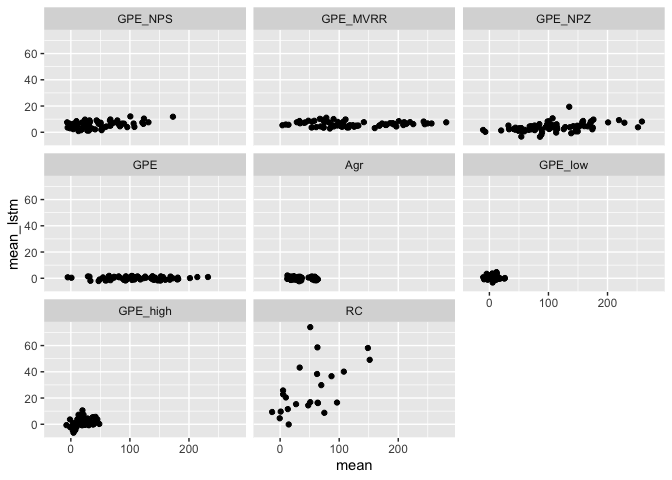 GPE_NPS GPE_MVRR GPE_NPZ
60
40
20
0
GPE Agr GPE_low
60
40
20
0
mean_lstm
0 100 200
GPE_high RC
60
40
20
0
0 100 200 0 100 200
mean